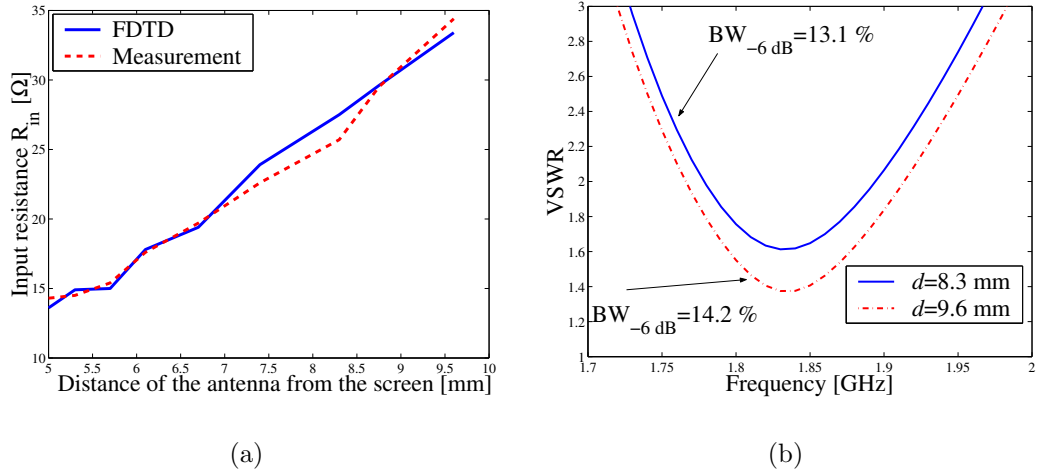 FDTD
Measurement
Input resistance R_in [Ω]
35
30
25
20
15
10
5 5.5 6 6.5 7 7.5 8 8.5 9 9.5 10
Distance of the antenna from the screen [mm]
(a)
BW_−6 dB=13.1 %
VSWR
3
2.8
2.6
2.4
2.2
2
1.8
1.6
1.4
1.2
1
BW_−6 dB=14.2 %
d=8.3 mm
d=9.6 mm
1.7 1.75 1.8 1.85 1.9 1.95 2
Frequency [GHz]
(b)